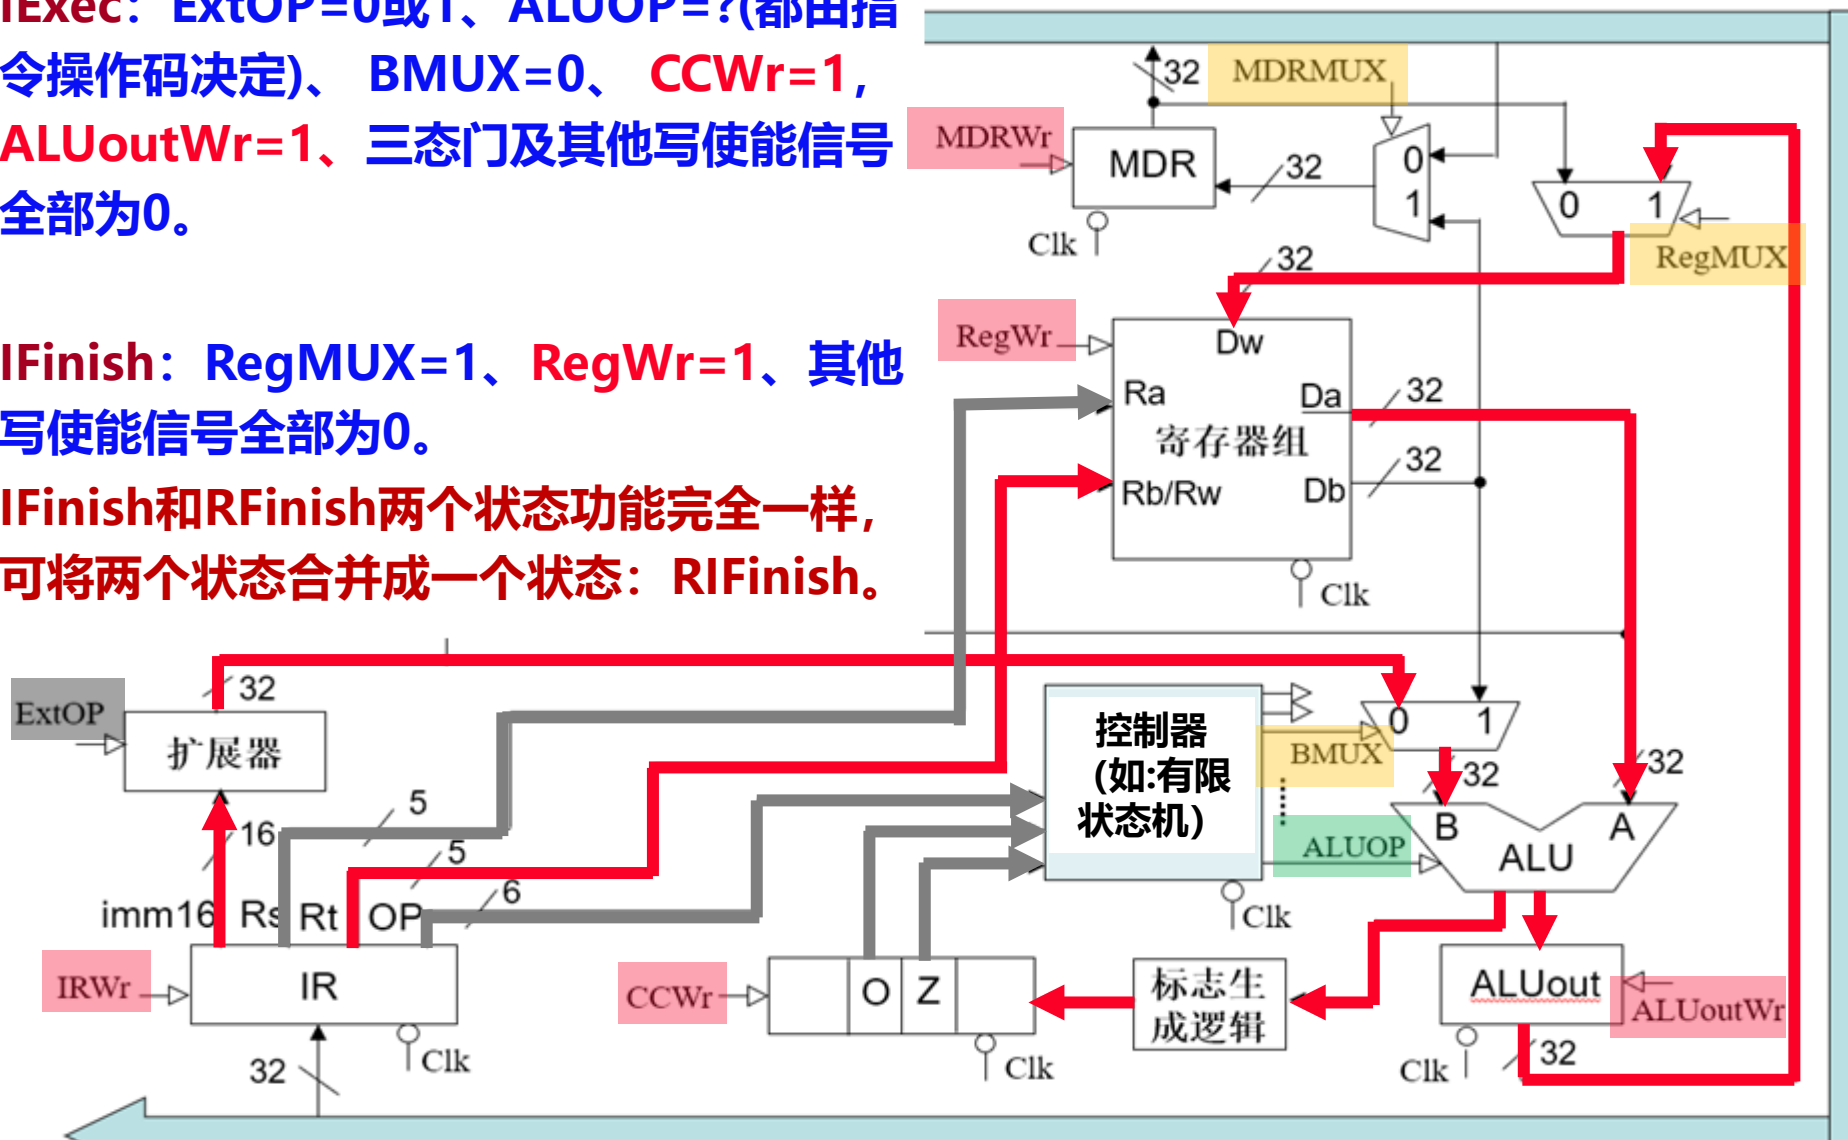 IExec：ExtOP=0或1、ALUOP=?(都由指
令操作码决定)、 BMUX=0、 CCWr=1，
ALUoutWr=1、三态门及其他写使能信号
全部为0。
IFinish：RegMUX=1、RegWr=1、其他
写使能信号全部为0。
IFinish和RFinish两个状态功能完全一样，
可将两个状态合并成一个状态：RIFinish。
32
MDRMUX
MDRWr
MDR
32
0
1
0
1
Clk
RegMUX
32
RegWr
Dw
Ra
Da
32
寄存器组
Rb/Rw
Db
32
Clk
32
ExtOP
扩展器
控制器
（如:有限
状态机）
0
1
BMUX
32
32
16
5
5
6
B
A
ALUOP
ALU
imm16
Rs
Rt
OP
Clk
IRWr
IR
CCWr
O
Z
标志生
成逻辑
ALUout
ALUoutWr
Clk
Clk
Clk
32
32